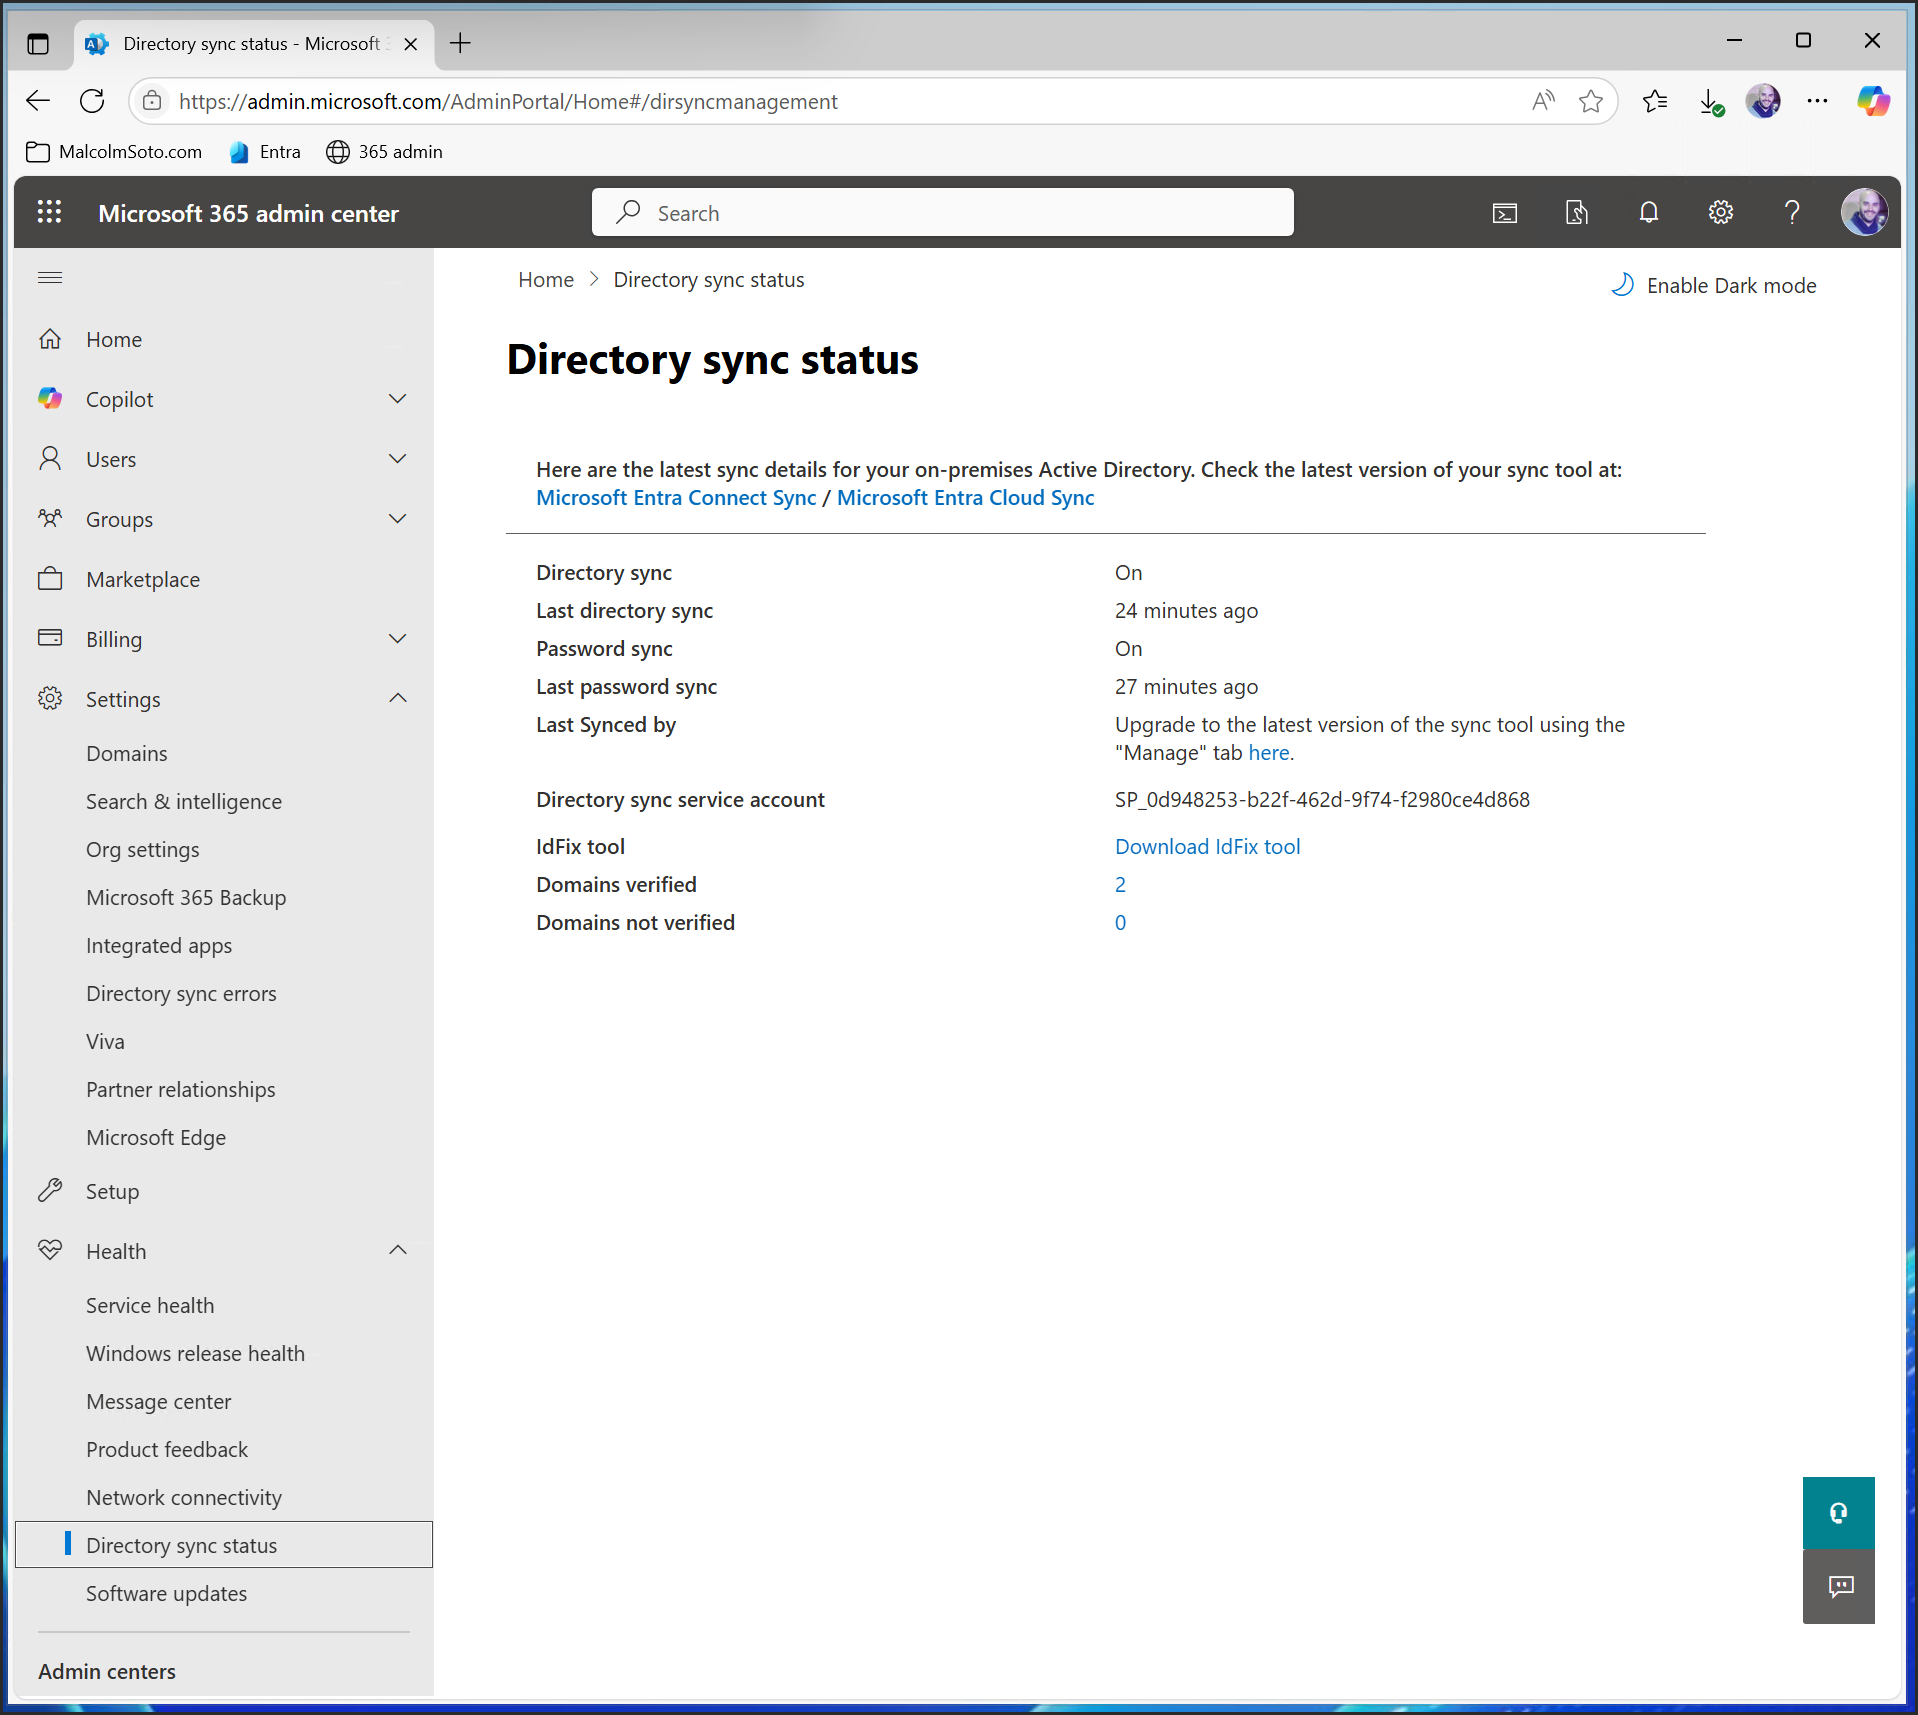 Directory sync status - Microsoft
https://admin.microsoft.com/AdminPortal/Home#/dirsyncmanagement
MalcolmSoto.com
Entra
365 admin
Microsoft 365 admin center
Search
Home
Copilot
Users
Groups
Marketplace
Billing
Settings
Domains
Search & intelligence
Org settings
Microsoft 365 Backup
Integrated apps
Directory sync errors
Viva
Partner relationships
Microsoft Edge
Setup
Health
Service health
Windows release health
Message center
Product feedback
Network connectivity
Directory sync status
Software updates
Admin centers
Home > Directory sync status
Enable Dark mode
Directory sync status
Here are the latest sync details for your on-premises Active Directory. Check the latest version of your sync tool at:
Microsoft Entra Connect Sync / Microsoft Entra Cloud Sync
Directory sync On
Last directory sync 24 minutes ago
Password sync On
Last password sync 27 minutes ago
Last Synced by Upgrade to the latest version of the sync tool using the
"Manage" tab here.
Directory sync service account SP_0d948253-b22f-462d-9f74-f2980ce4d868
IdFix tool Download IdFix tool
Domains verified 2
Domains not verified 0